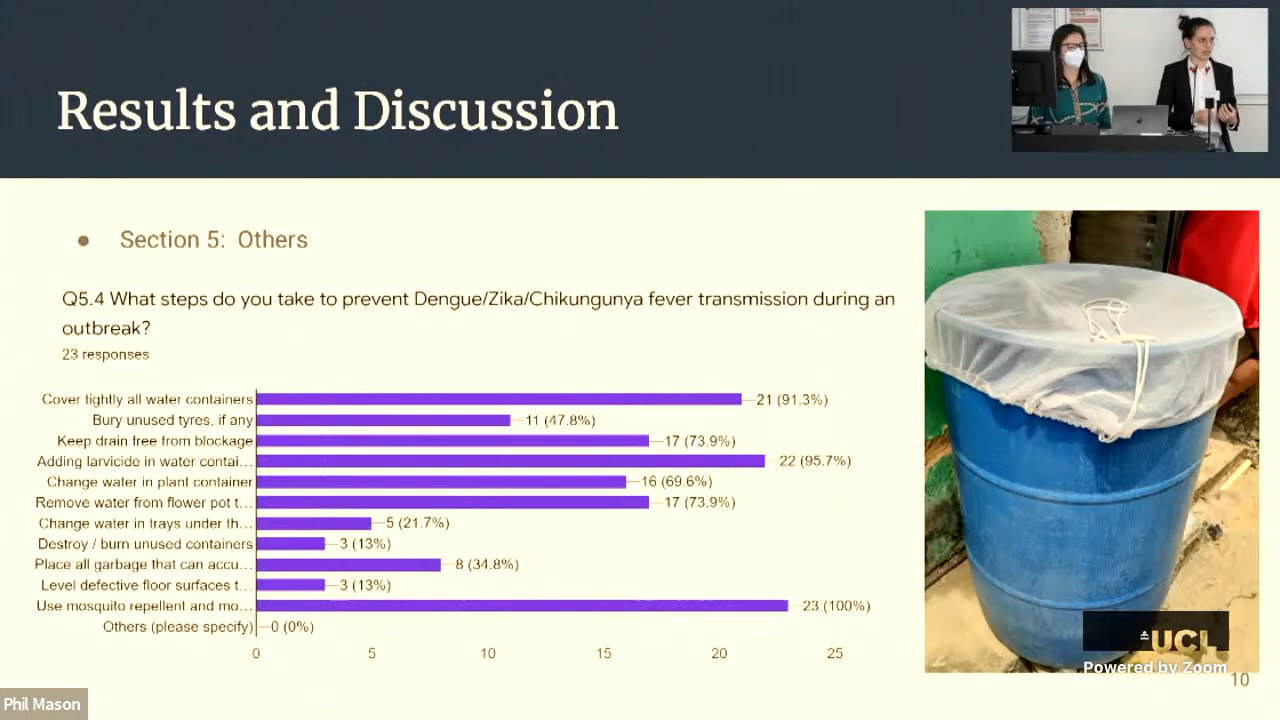 Results and Discussion
● Section 5: Others
Q5.4 What steps do you take to prevent Dengue/Zika/Chikungunya fever transmission during an
outbreak?
23 responses
Cover tightly all water containers 21 (91.3%)
Bury unused tyres, if any 11 (47.8%)
Keep drain free from blockage 17 (73.9%)
Adding larvicide in water contai... 22 (95.7%)
Change water in plant container 16 (69.6%)
Remove water from flower pot t... 17 (73.9%)
Change water in trays under th... 5 (21.7%)
Destroy / burn unused containers 3 (13%)
Place all garbage that can accu... 8 (34.8%)
Level defective floor surfaces t... 3 (13%)
Use mosquito repellent and mo... 23 (100%)
Others (please specify) 0 (0%)
0 5 10 15 20 25
UCL
Powered by Zoom
10
Phil Mason